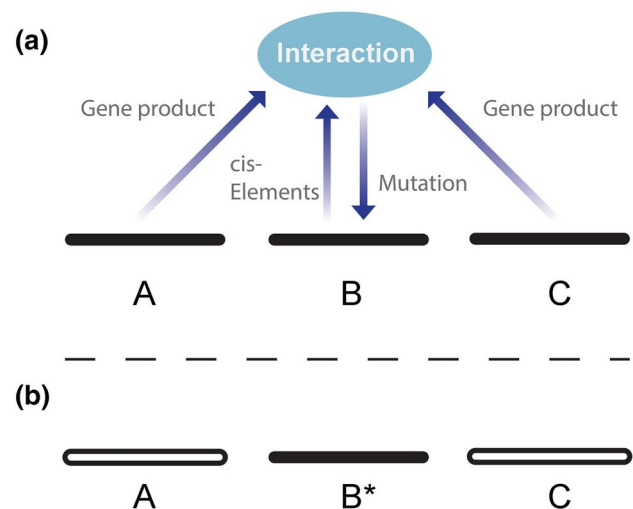 (a)
Interaction
Gene product
Gene product
cis-
Elements
Mutation
A
B
C
(b)
A
B*
C